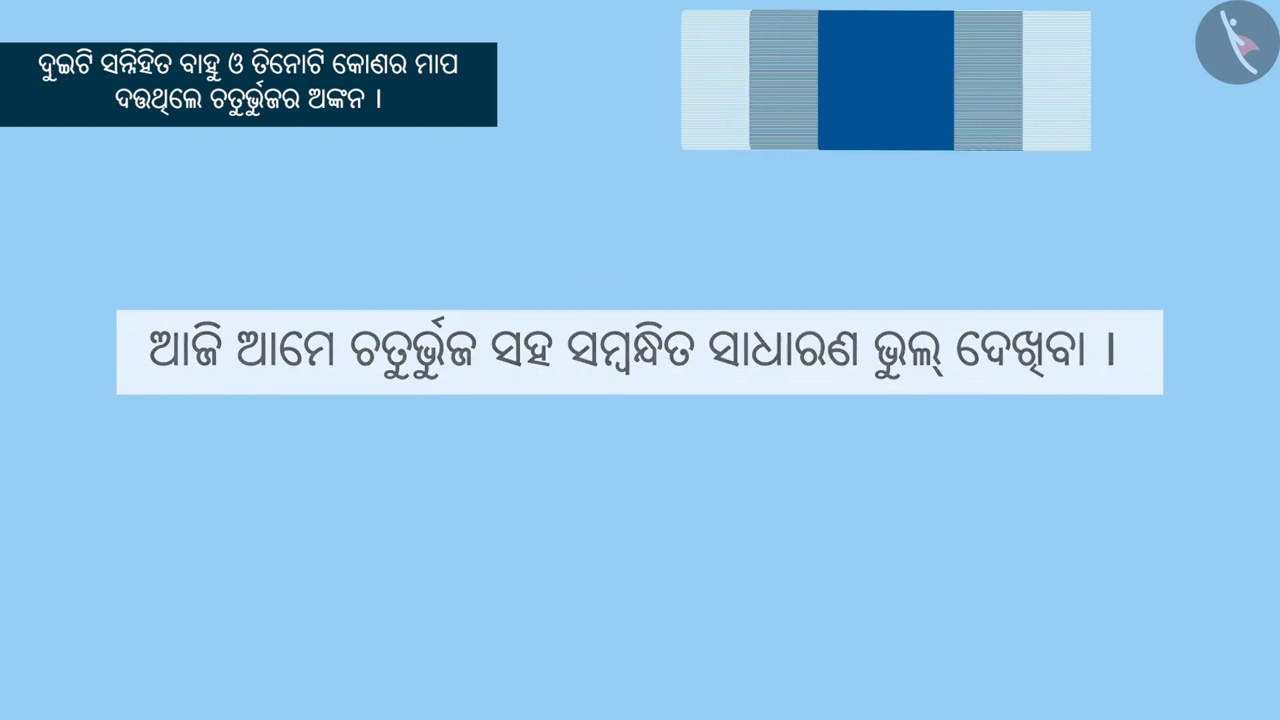 ଦୁଇଟି ସନ୍ନିହିତ ବାହୁ ଓ ତିନୋଟି କୋଣର ମାପ
ଦତ୍ତଥିଲେ ଚତୁର୍ଭୁଜର ଅଙ୍କନ ।
ଆଜି ଆମେ ଚତୁର୍ଭୁଜ ସହ ସମ୍ବନ୍ଧିତ ସାଧାରଣ ଭୁଲ୍ ଦେଖିବା ।